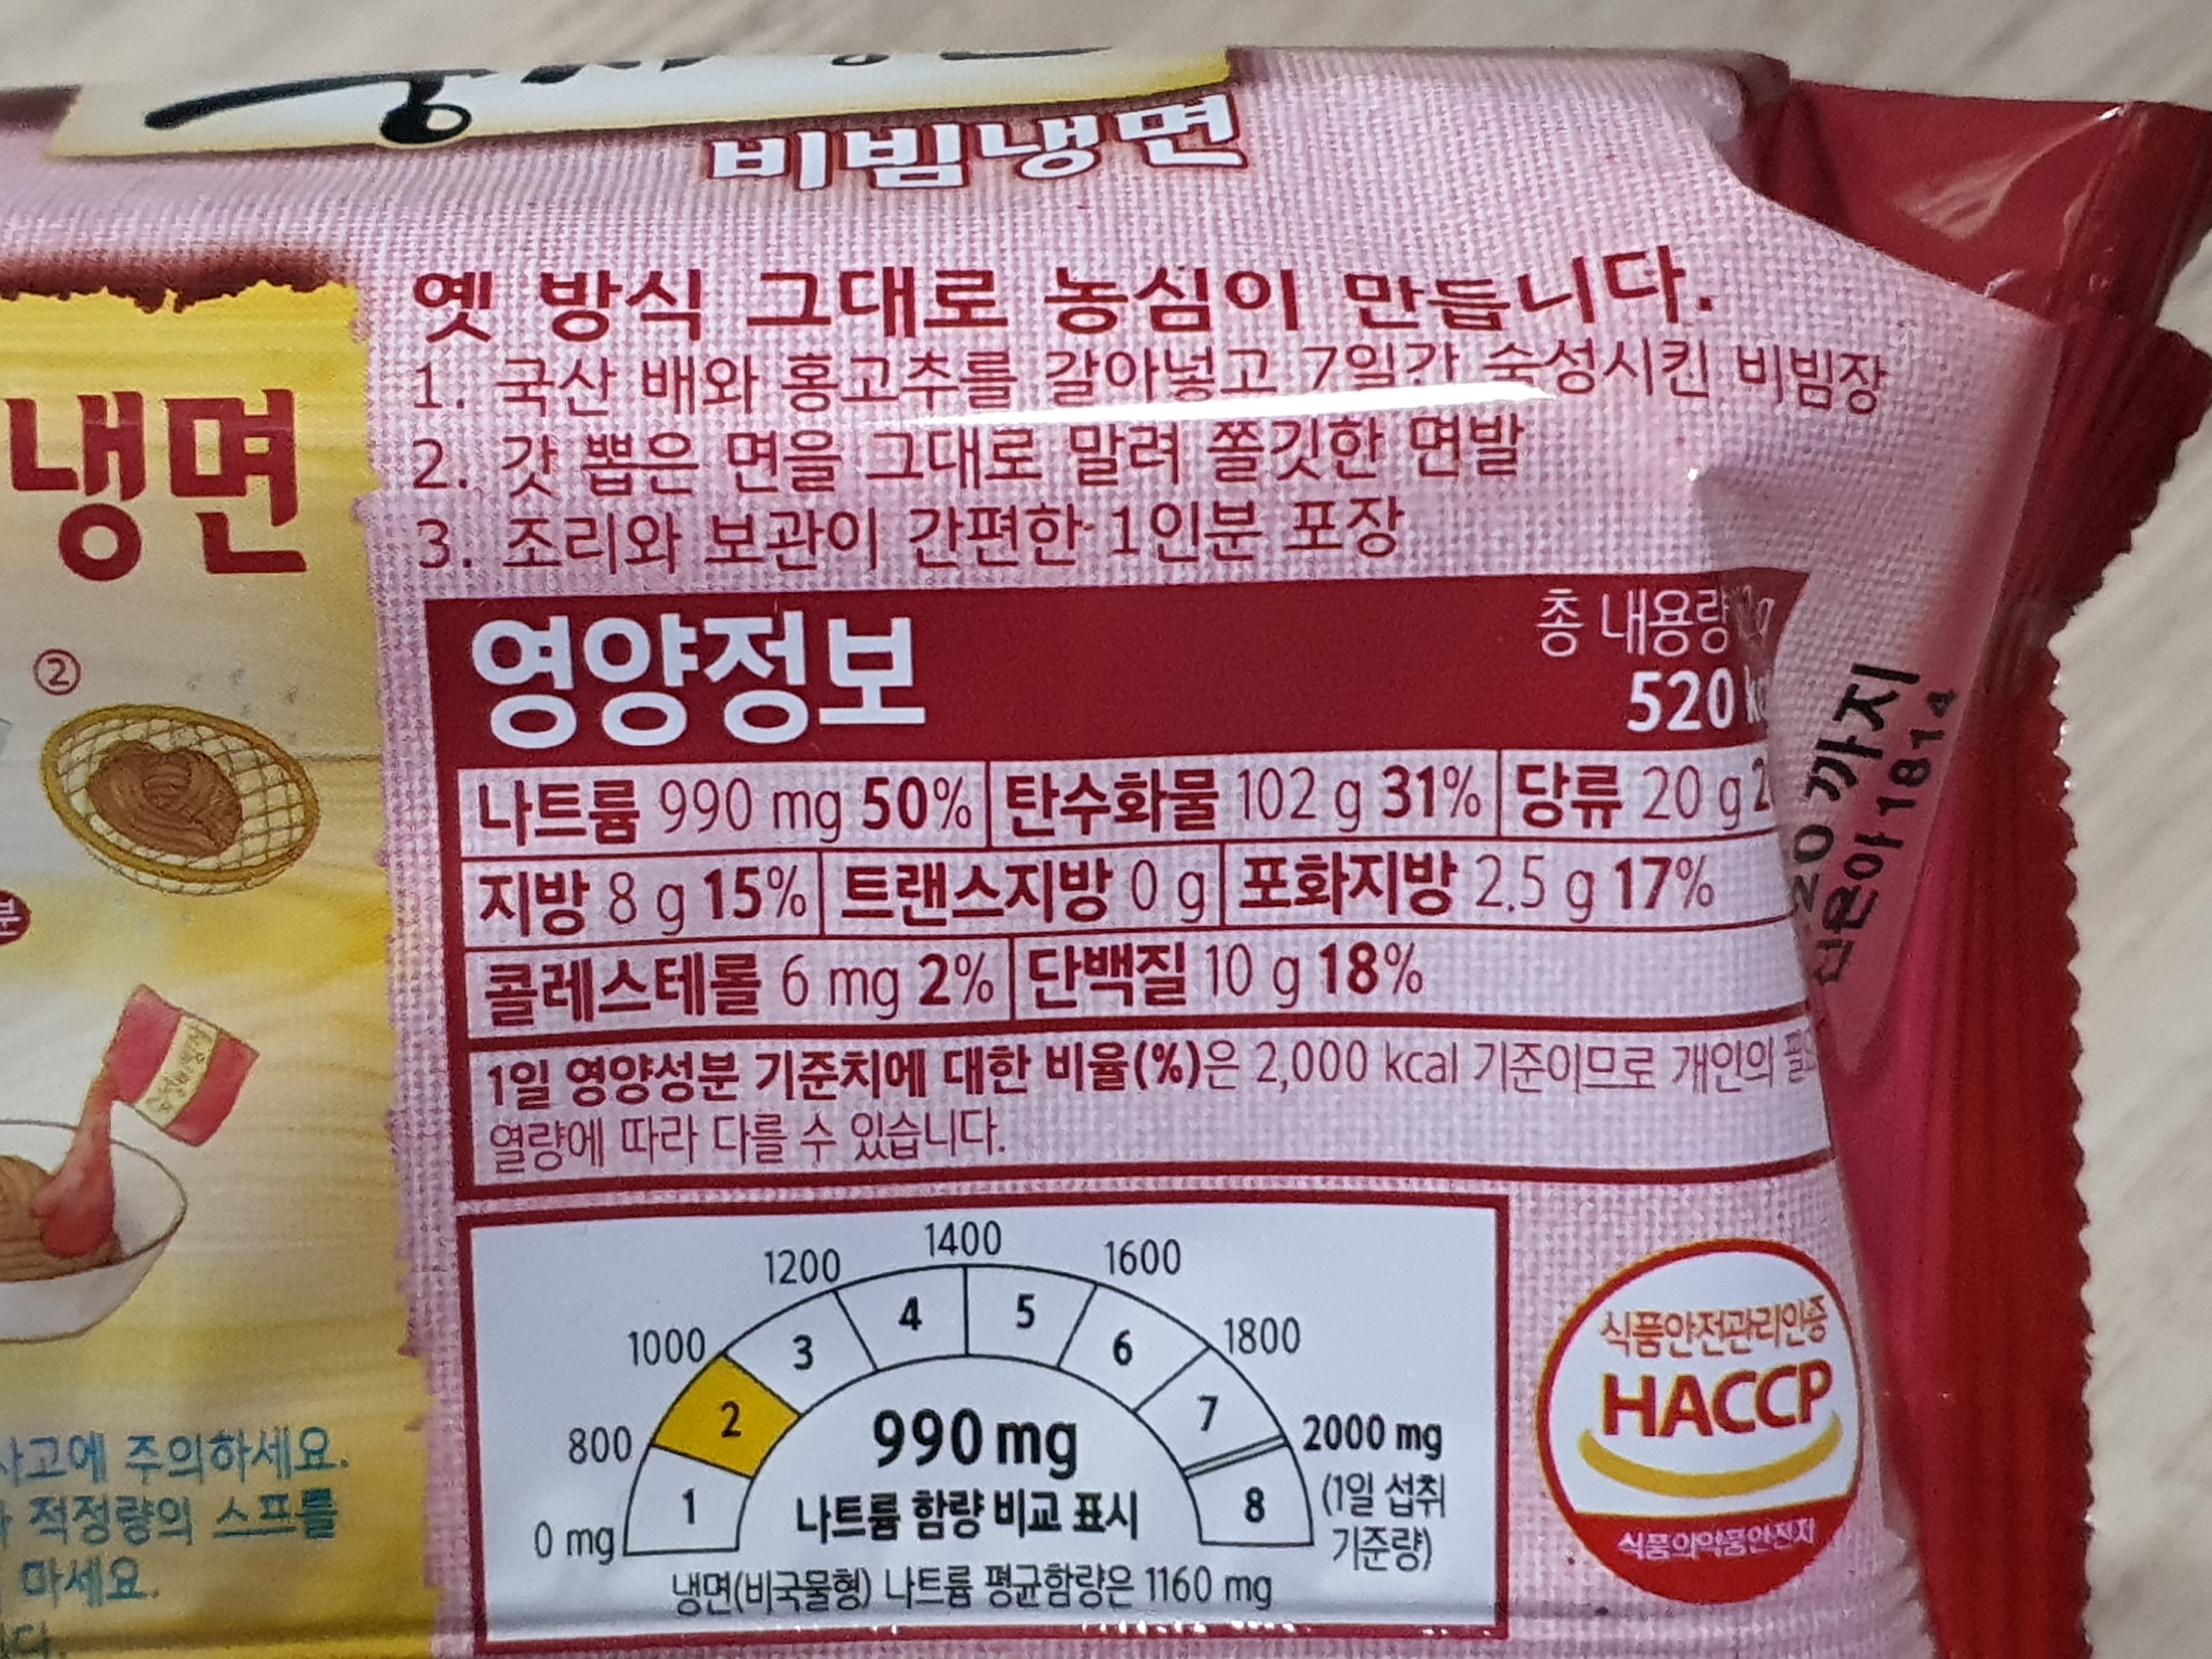 비빔냉면
옛 방식 그대로 농심이 만듭니다.
1. 국산 배와 홍고추를 갈아넣고 7일간 숙성시킨 비빔장
2. 갓 뽑은 면을 그대로 말려 쫄깃한 면발
3. 조리와 보관이 간편한 1인분 포장
냉면
②
분
영양정보
총 내용량
520
나트륨 990 mg 50% 탄수화물 102 g 31% 당류 20 g
지방 8 g 15% 트랜스지방 0 g 포화지방 2.5 g 17%
콜레스테롤 6 mg 2% 단백질 10 g 18%
1일 영양성분 기준치에 대한 비율(%)은 2,000 kcal 기준이므로 개인의
열량에 따라 다를 수 있습니다.
20 까지
1814
0 mg 800 1000 1200 1400 1600 1800 2000 mg
(1일 섭취
기준량)
1 2 3 4 5 6 7 8
990 mg
나트륨 함량 비교 표시
냉면(비국물형) 나트륨 평균함량은 1160 mg
식품안전관리인증
HACCP
식품의약품안전처
사고에 주의하세요.
적정량의 스프를
마세요.